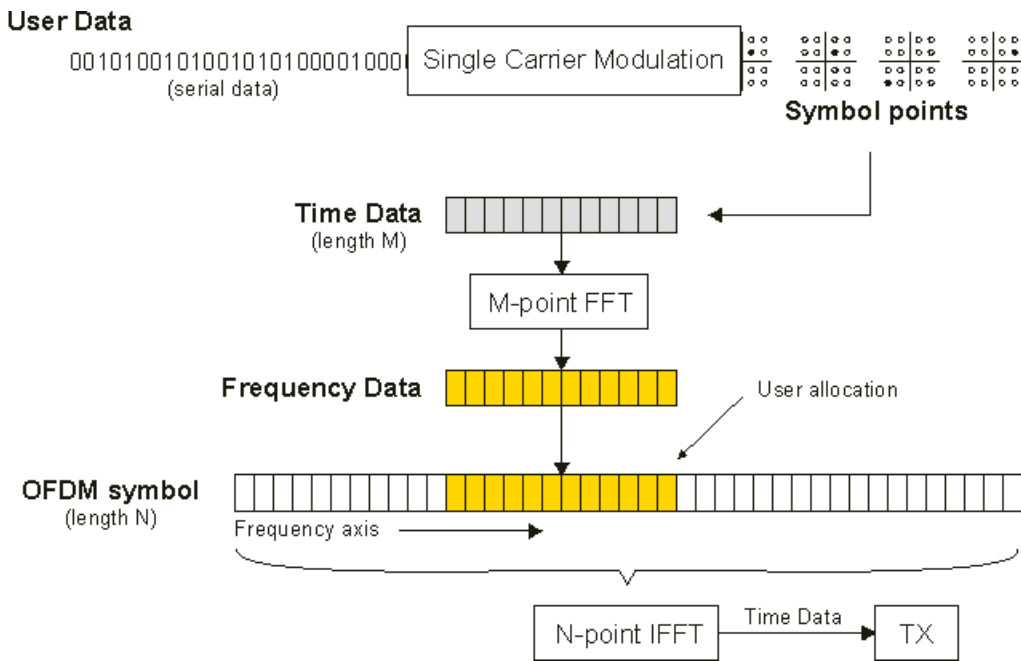 User Data
001010010100101010000100001
(serial data)
Single Carrier Modulation
Symbol points
Time Data
(length M)
M-point FFT
Frequency Data
User allocation
OFDM symbol
(length N)
Frequency axis
N-point IFFT
Time Data
TX